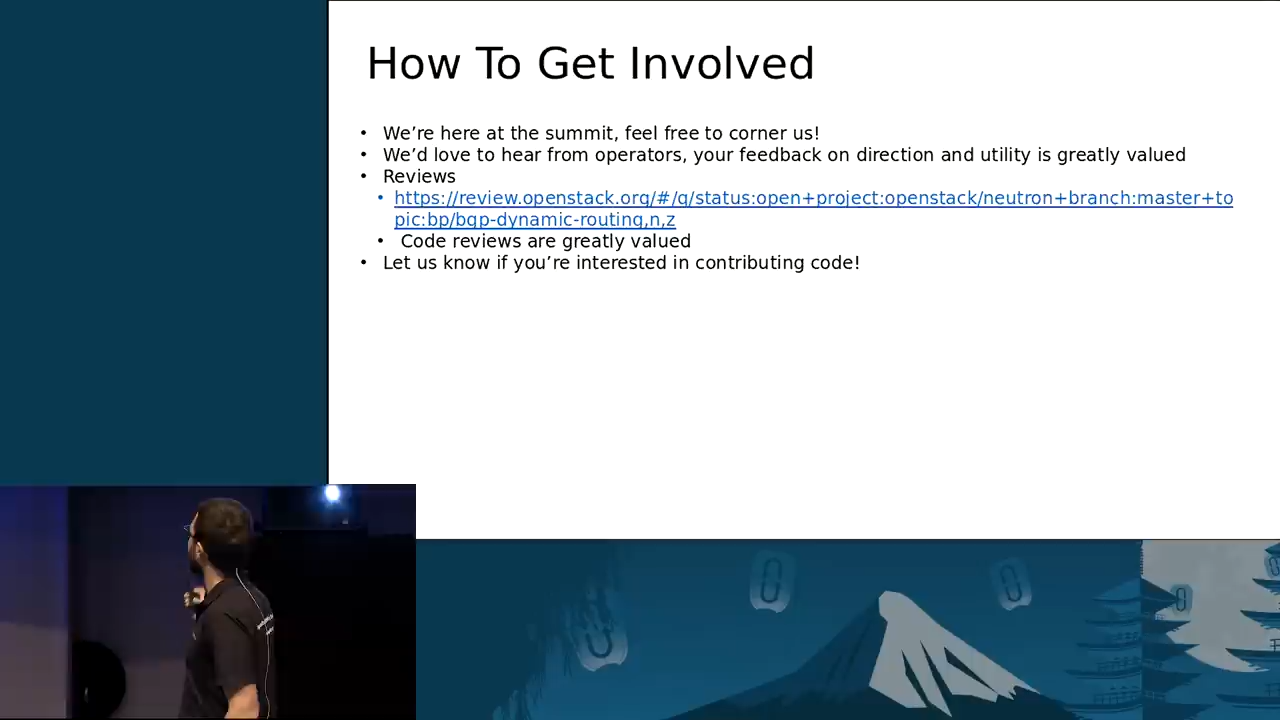 How To Get Involved
• We’re here at the summit, feel free to corner us!
• We’d love to hear from operators, your feedback on direction and utility is greatly valued
• Reviews
• https://review.openstack.org/#/q/status:open+project:openstack/neutron+branch:master+to
pic:bp/bgp-dynamic-routing,n,z
• Code reviews are greatly valued
• Let us know if you’re interested in contributing code!